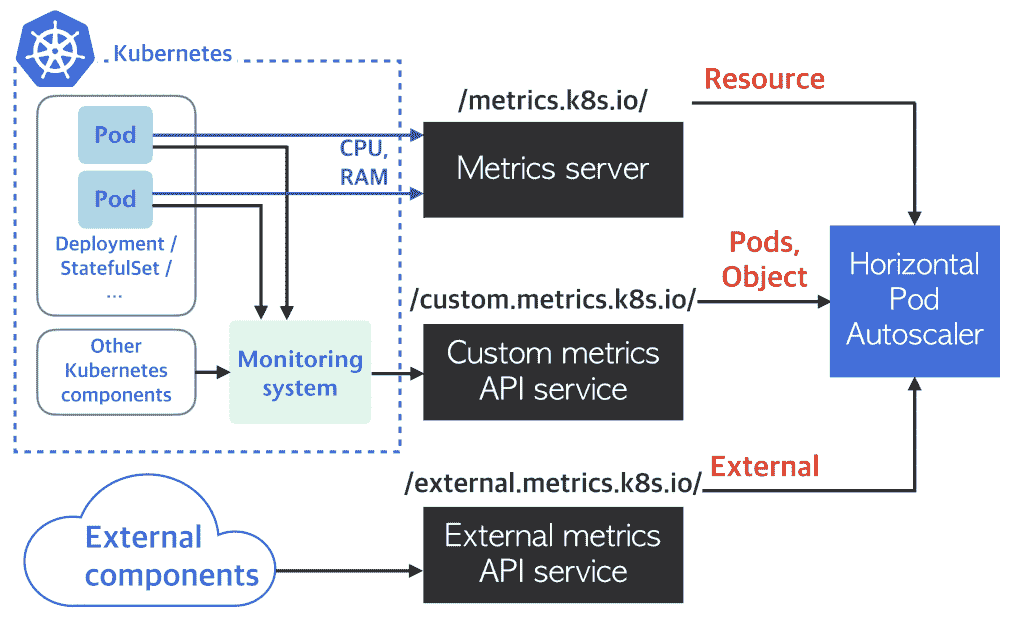 Kubernetes
Pod
Pod
Deployment /
StatefulSet /
...
Other
Kubernetes
components
Monitoring
system
CPU,
RAM
/metrics.k8s.io/
Metrics server
/custom.metrics.k8s.io/
Custom metrics
API service
/external.metrics.k8s.io/
External metrics
API service
External
components
Resource
Pods,
Object
External
Horizontal
Pod
Autoscaler